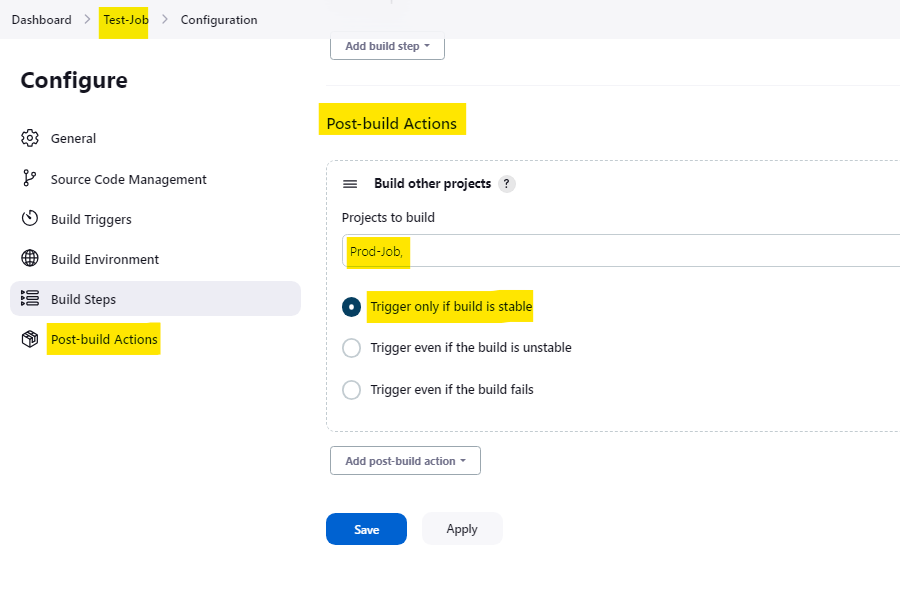 Dashboard > Test-Job > Configuration
Add build step
Configure
General
Source Code Management
Build Triggers
Build Environment
Build Steps
Post-build Actions
Post-build Actions
Build other projects ?
Projects to build
Prod-Job,
Trigger only if build is stable
Trigger even if the build is unstable
Trigger even if the build fails
Add post-build action
Save
Apply